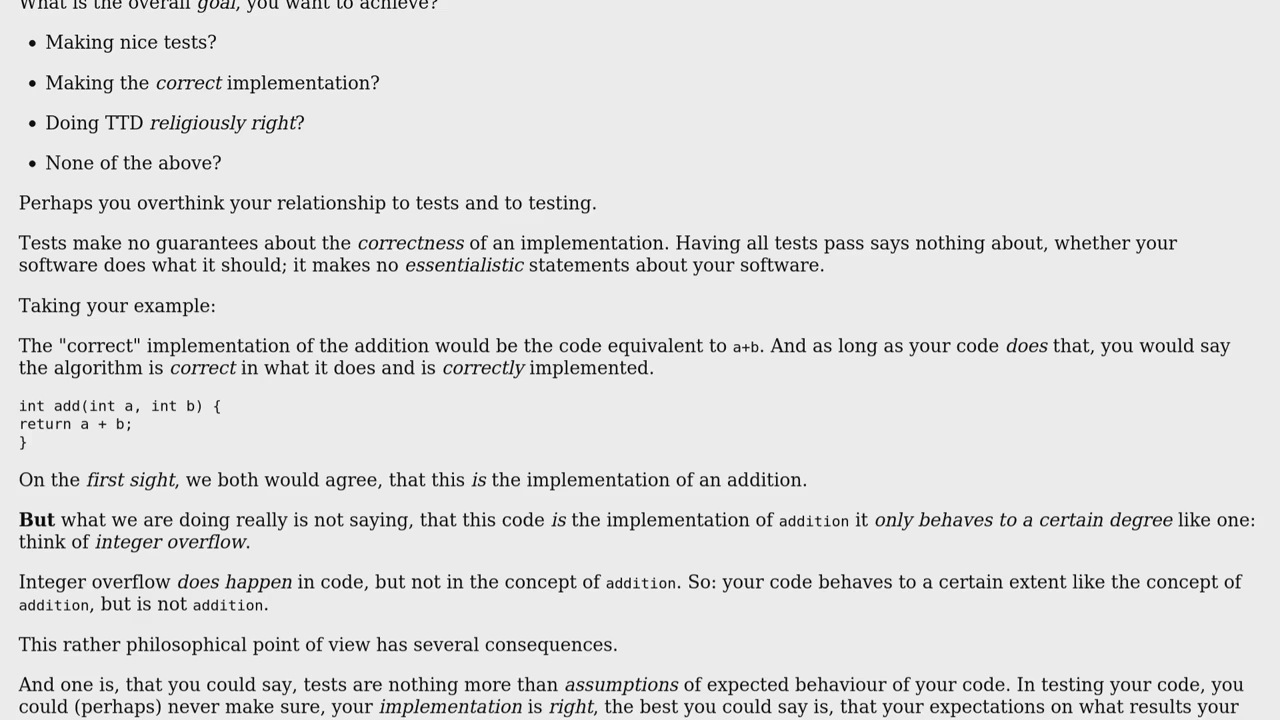 What is the overall goal, you want to achieve?
• Making nice tests?
• Making the correct implementation?
• Doing TTD religiously right?
• None of the above?
Perhaps you overthink your relationship to tests and to testing.
Tests make no guarantees about the correctness of an implementation. Having all tests pass says nothing about, whether your
software does what it should; it makes no essentialistic statements about your software.
Taking your example:
The "correct" implementation of the addition would be the code equivalent to a+b. And as long as your code does that, you would say
the algorithm is correct in what it does and is correctly implemented.
int add(int a, int b) {
return a + b;
}
On the first sight, we both would agree, that this is the implementation of an addition.
But what we are doing really is not saying, that this code is the implementation of addition it only behaves to a certain degree like one:
think of integer overflow.
Integer overflow does happen in code, but not in the concept of addition. So: your code behaves to a certain extent like the concept of
addition, but is not addition.
This rather philosophical point of view has several consequences.
And one is, that you could say, tests are nothing more than assumptions of expected behaviour of your code. In testing your code, you
could (perhaps) never make sure, your implementation is right, the best you could say is, that your expectations on what results your